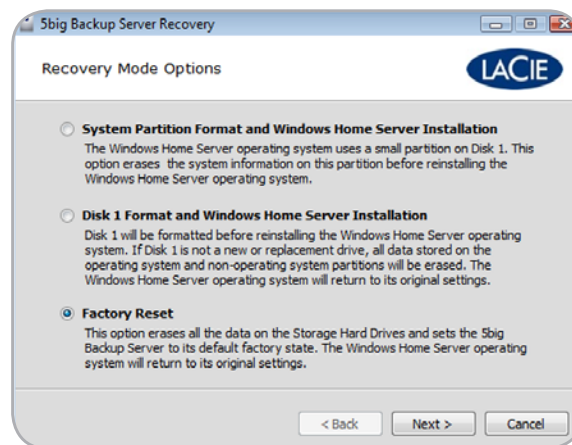 5big Backup Server Recovery
Recovery Mode Options
LACIE
System Partition Format and Windows Home Server Installation
The Windows Home Server operating system uses a small partition on Disk 1. This
option erases the system information on this partition before reinstalling the
Windows Home Server operating system.
Disk 1 Format and Windows Home Server Installation
Disk 1 will be formatted before reinstalling the Windows Home Server operating
system. If Disk 1 is not a new or replacement drive, all data stored on the
operating system and non-operating system partitions will be erased. The
Windows Home Server operating system will return to its original settings.
Factory Reset
This option erases all the data on the Storage Hard Drives and sets the 5big
Backup Server to its default factory state. The Windows Home Server operating
system will return to its original settings.
< Back Next > Cancel